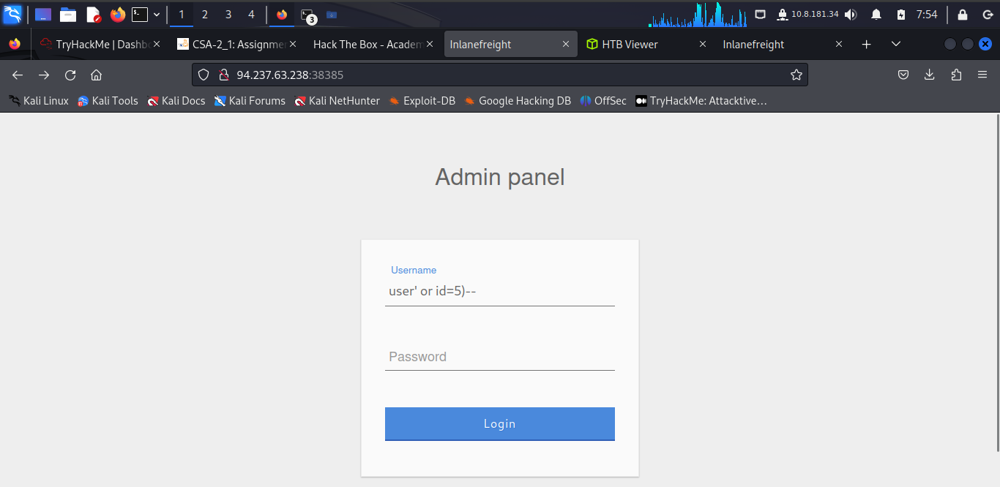 1 2 3 4 3 10.8.181.34 7:54
TryHackMe | Dashbo CSA-2_1: Assignme Hack The Box - Academ Inlanefreight HTB Viewer Inlanefreight
94.237.63.238:38385
Kali Linux Kali Tools Kali Docs Kali Forums Kali NetHunter Exploit-DB Google Hacking DB OffSec TryHackMe: Attacktive…
Admin panel
Username
user' or id=5)--
Password
Login